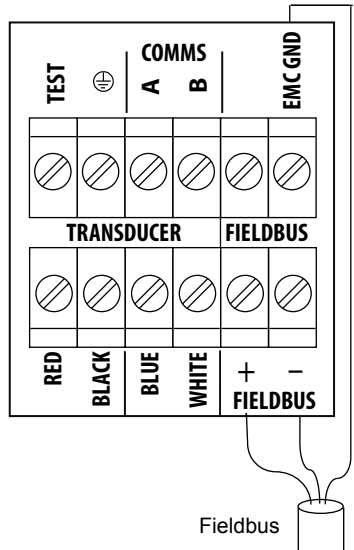 COMMS
TEST
A
B
EMC GND
TRANSDUCER
FIELDBUS
RED
BLACK
BLUE
WHITE
+ −
FIELDBUS
Fieldbus